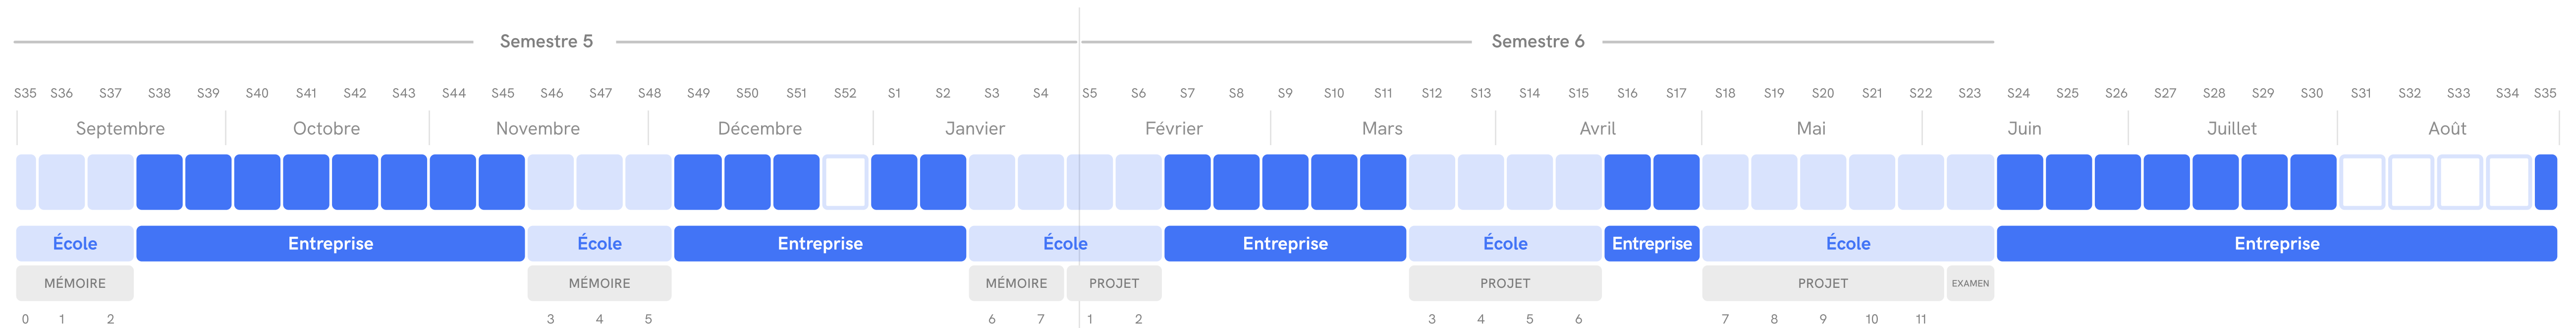 Semestre 5 Semestre 6
S35 S36 S37 S38 S39 S40 S41 S42 S43 S44 S45 S46 S47 S48 S49 S50 S51 S52 S1 S2 S3 S4 S5 S6 S7 S8 S9 S10 S11 S12 S13 S14 S15 S16 S17 S18 S19 S20 S21 S22 S23 S24 S25 S26 S27 S28 S29 S30 S31 S32 S33 S34 S35
Septembre Octobre Novembre Décembre Janvier Février Mars Avril Mai Juin Juillet Août
École Entreprise École Entreprise École Entreprise École Entreprise École Entreprise
MÉMOIRE MÉMOIRE MÉMOIRE PROJET PROJET PROJET EXAMEN
0 1 2 3 4 5 6 7 1 2 3 4 5 6 7 8 9 10 11